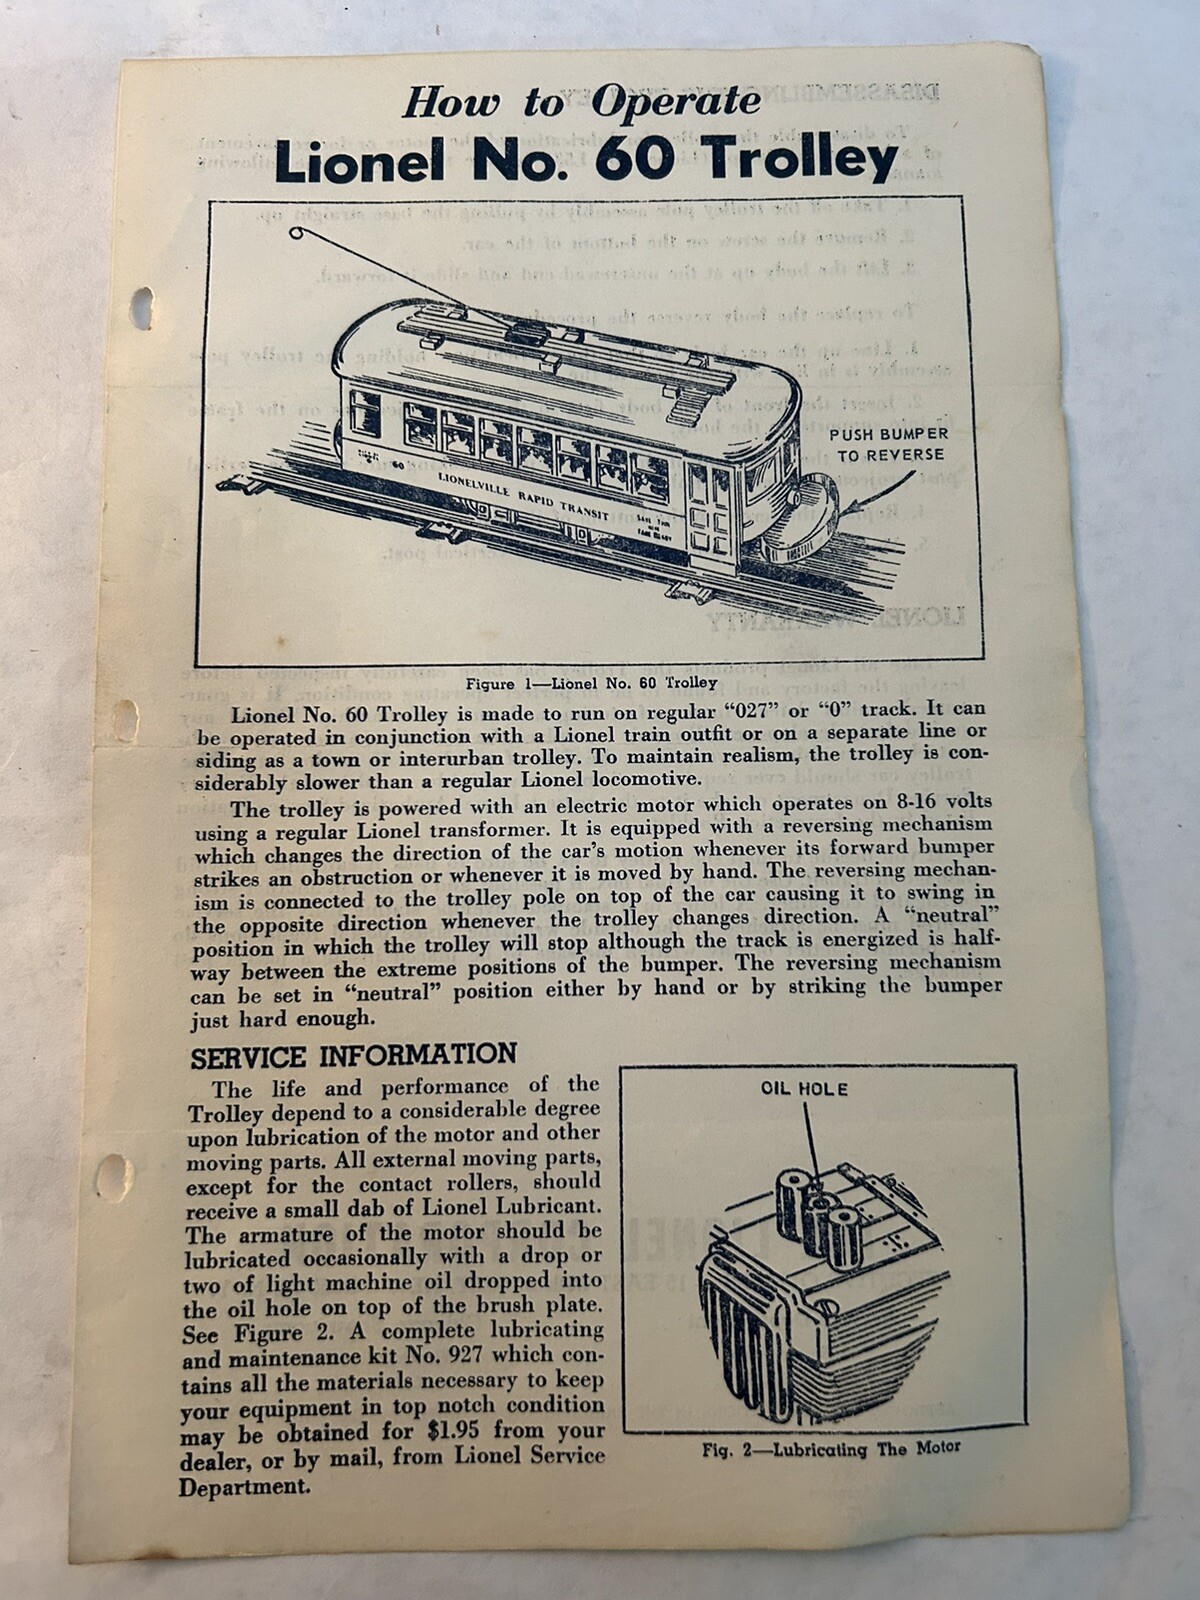 How to Operate
Lionel No. 60 Trolley
PUSH BUMPER
TO REVERSE
60
LIONELVILLE RAPID TRANSIT
Figure 1—Lionel No. 60 Trolley
Lionel No. 60 Trolley is made to run on regular “027” or “0” track. It can
be operated in conjunction with a Lionel train outfit or on a separate line or
siding as a town or interurban trolley. To maintain realism, the trolley is con-
siderably slower than a regular Lionel locomotive.
The trolley is powered with an electric motor which operates on 8-16 volts
using a regular Lionel transformer. It is equipped with a reversing mechanism
which changes the direction of the car’s motion whenever its forward bumper
strikes an obstruction or whenever it is moved by hand. The reversing mechan-
ism is connected to the trolley pole on top of the car causing it to swing in
the opposite direction whenever the trolley changes direction. A “neutral”
position in which the trolley will stop although the track is energized is half-
way between the extreme positions of the bumper. The reversing mechanism
can be set in “neutral” position either by hand or by striking the bumper
just hard enough.
SERVICE INFORMATION
The life and performance of the
Trolley depend to a considerable degree
upon lubrication of the motor and other
moving parts. All external moving parts,
except for the contact rollers, should
receive a small dab of Lionel Lubricant.
The armature of the motor should be
lubricated occasionally with a drop or
two of light machine oil dropped into
the oil hole on top of the brush plate.
See Figure 2. A complete lubricating
and maintenance kit No. 927 which con-
tains all the materials necessary to keep
your equipment in top notch condition
may be obtained for $1.95 from your
dealer, or by mail, from Lionel Service
Department.
OIL HOLE
Fig. 2—Lubricating The Motor